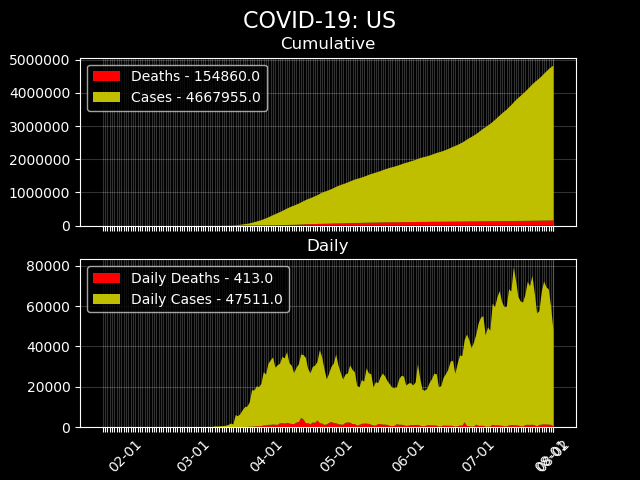 COVID-19: US
Cumulative
5000000
4000000
3000000
2000000
1000000
0
Deaths - 154860.0
Cases - 4667955.0
Daily
80000
60000
40000
20000
0
Daily Deaths - 413.0
Daily Cases - 47511.0
02-01
03-01
04-01
05-01
06-01
07-01
08-02